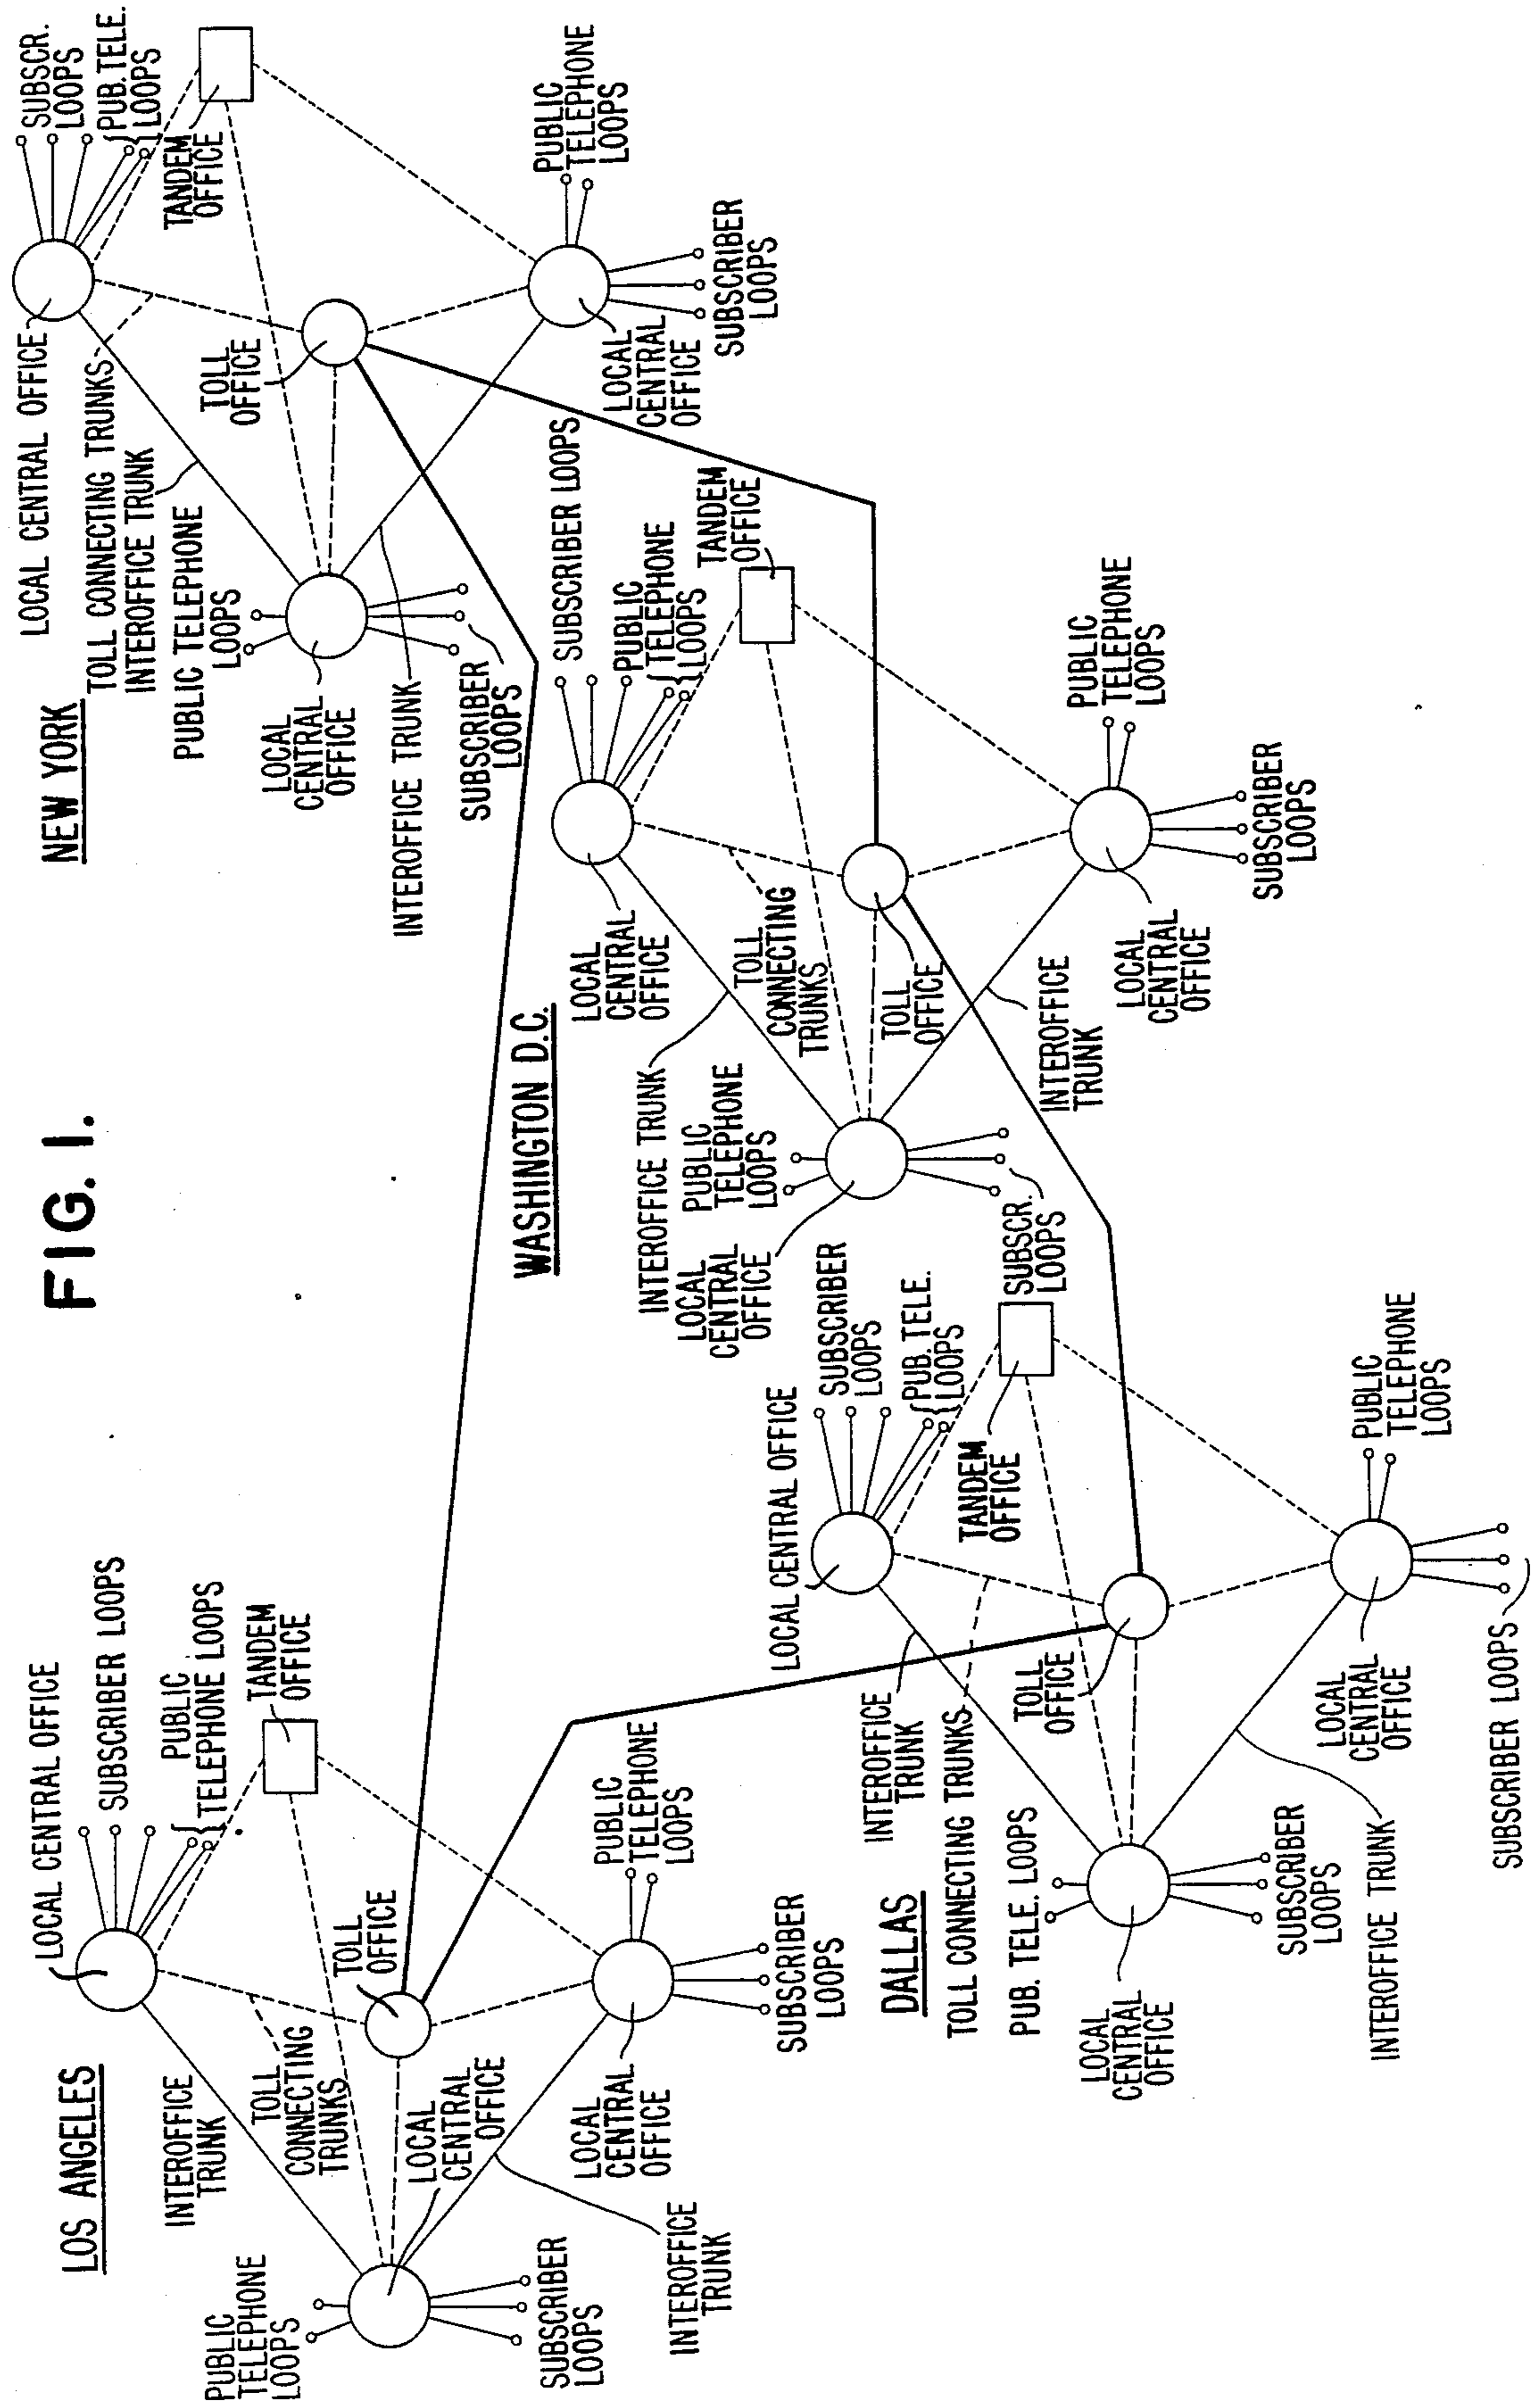 FIG. 1.
LOS ANGELES
LOCAL CENTRAL OFFICE
SUBSCRIBER LOOPS
PUBLIC
TELEPHONE LOOPS
TANDEM
OFFICE
INTEROFFICE
TRUNK
TOLL
CONNECTING
TRUNKS
TOLL
OFFICE
PUBLIC
TELEPHONE
LOOPS
LOCAL
CENTRAL
OFFICE
SUBSCRIBER
LOOPS
INTEROFFICE
TRUNK
LOCAL
CENTRAL
OFFICE
PUBLIC
TELEPHONE
LOOPS
SUBSCRIBER
LOOPS
NEW YORK
LOCAL CENTRAL OFFICE
SUBSCR.
LOOPS
PUB. TELE.
LOOPS
TANDEM
OFFICE
TOLL CONNECTING TRUNKS
INTEROFFICE TRUNK
PUBLIC TELEPHONE
LOOPS
TOLL
OFFICE
LOCAL
CENTRAL
OFFICE
INTEROFFICE TRUNK
SUBSCRIBER
LOOPS
PUBLIC
TELEPHONE
LOOPS
LOCAL
CENTRAL
OFFICE
SUBSCRIBER
LOOPS
WASHINGTON D.C.
SUBSCRIBER LOOPS
PUBLIC
TELEPHONE
LOOPS
TANDEM
OFFICE
LOCAL
CENTRAL
OFFICE
INTEROFFICE TRUNK
TOLL
CONNECTING
TRUNKS
PUBLIC
TELEPHONE
LOOPS
LOCAL
CENTRAL
OFFICE
TOLL
OFFICE
SUBSCR.
LOOPS
INTEROFFICE
TRUNK
PUBLIC
TELEPHONE
LOOPS
LOCAL
CENTRAL
OFFICE
SUBSCRIBER
LOOPS
DALLAS
LOCAL CENTRAL OFFICE
SUBSCRIBER
LOOPS
PUB. TELE.
LOOPS
TANDEM
OFFICE
INTEROFFICE
TRUNK
TOLL CONNECTING TRUNKS
PUB. TELE. LOOPS
TOLL
OFFICE
LOCAL
CENTRAL
OFFICE
SUBSCRIBER
LOOPS
INTEROFFICE TRUNK
PUBLIC
TELEPHONE
LOOPS
LOCAL
CENTRAL
OFFICE
SUBSCRIBER LOOPS